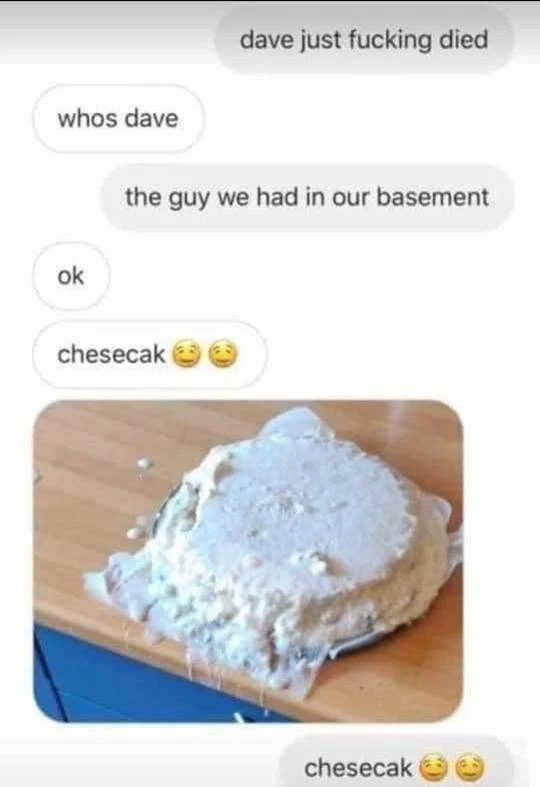 dave just fucking died
whos dave
the guy we had in our basement
ok
chesecak 🤤🤤
chesecak 🤤🤤